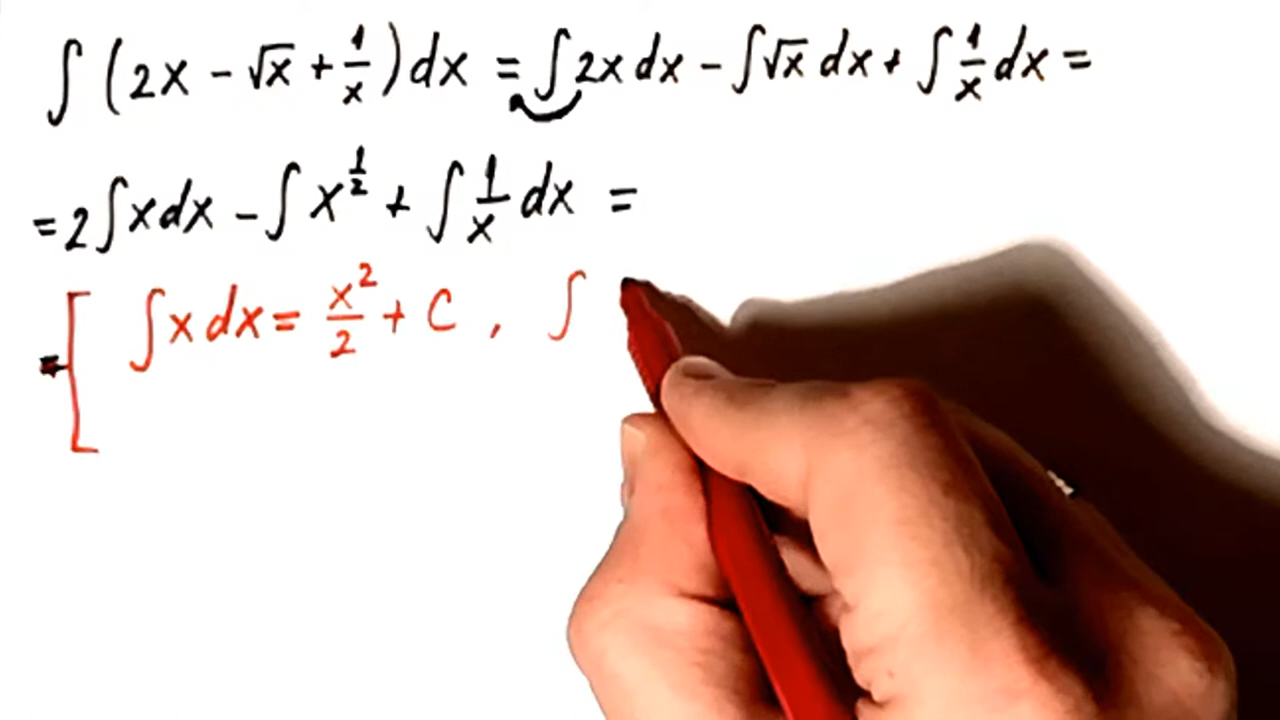 ∫ (2x - √x + 1/x) dx = ∫ 2x dx - ∫ √x dx + ∫ 1/x dx =
= 2 ∫ x dx - ∫ x^(1/2) + ∫ 1/x dx =
= [ ∫ x dx = x²/2 + C , ∫